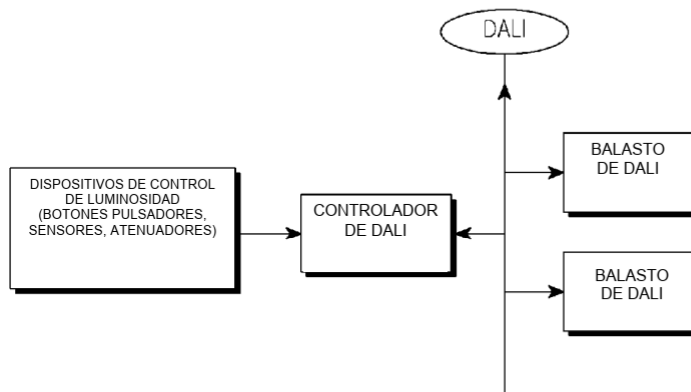 DALI
BALASTO
DE DALI
DISPOSITIVOS DE CONTROL
DE LUMINOSIDAD
(BOTONES PULSADORES,
SENSORES, ATENUADORES)
CONTROLADOR
DE DALI
BALASTO
DE DALI